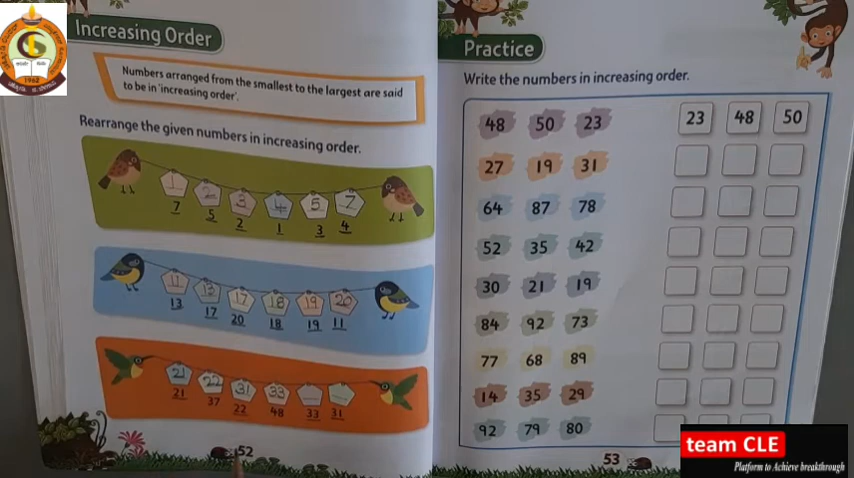 1962
Increasing Order
Numbers arranged from the smallest to the largest are said
to be in 'increasing order'.
Rearrange the given numbers in increasing order.
1 2 3 4 5 7
7 5 2 1 3 4
11 13 17 18 19 20
13 17 20 18 19 11
21 22 31 33
21 37 22 48 33 31
52
Practice
Write the numbers in increasing order.
48 50 23 23 48 50
27 19 31
64 87 78
52 35 42
30 21 19
84 92 73
77 68 89
14 35 29
92 79 80
53
team CLE
Platform to Achieve breakthrough